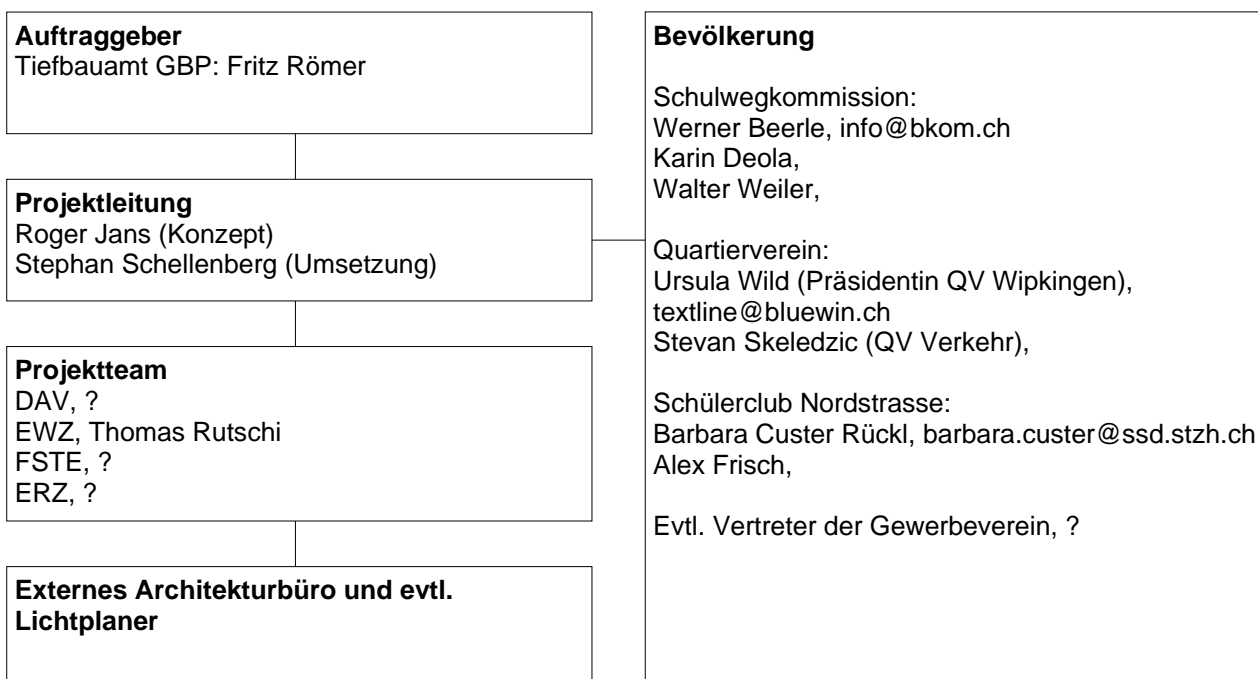 Auftraggeber
Tiefbauamt GBP: Fritz Römer
Projektleitung
Roger Jans (Konzept)
Stephan Schellenberg (Umsetzung)
Projektteam
DAV, ?
EWZ, Thomas Rutschi
FSTE, ?
ERZ, ?
Externes Architekturbüro und evtl.
Lichtplaner
Bevölkerung
Schulwegkommission:
Werner Beerle, info@bkom.ch
Karin Deola,
Walter Weiler,
Quartierverein:
Ursula Wild (Präsidentin QV Wipkingen),
textline@bluewin.ch
Stevan Skeledzic (QV Verkehr),
Schülerclub Nordstrasse:
Barbara Custer Rückl, barbara.custer@ssd.stzh.ch
Alex Frisch,
Evtl. Vertreter der Gewerbeverein, ?